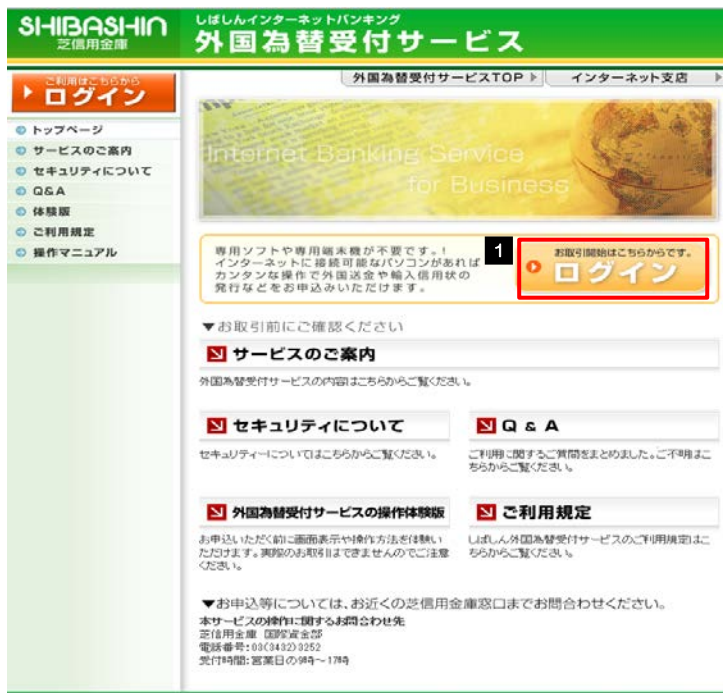 SHIBASHIN
芝信用金庫
しばしんインターネットバンキング
外国為替受付サービス
ご利用はこちらから
ログイン
外国為替受付サービスTOP
インターネット支店
トップページ
サービスのご案内
セキュリティについて
Q&A
体験版
ご利用規定
操作マニュアル
Internet Banking Service
for Business
専用ソフトや専用端末機が不要です。!
インターネットに接続可能なパソコンがあれば
カンタンな操作で外国送金や輸入信用状の
発行などをお申込みいただけます。
1
お取引開始はこちらからです。
ログイン
▼お取引前にご確認ください
サービスのご案内
外国為替受付サービスの内容はこちらからご覧ください。
セキュリティについて
セキュリティーについてはこちらからご覧ください。
Q & A
ご利用に関するご質問をまとめました。ご不明はこ
ちらからご覧ください。
外国為替受付サービスの操作体験版
お申込いただく前に画面表示や操作方法を体験い
ただけます。実際のお取引はできませんのでご注意
ください。
ご利用規定
しばしん外国為替受付サービスのご利用規定はこ
ちらからご覧ください。
▼お申込等については、お近くの芝信用金庫窓口までお問合わせください。
本サービスの操作に関するお問合わせ先
芝信用金庫 国際資金部
電話番号:03(3432)3252
受付時間:営業日の9時～17時